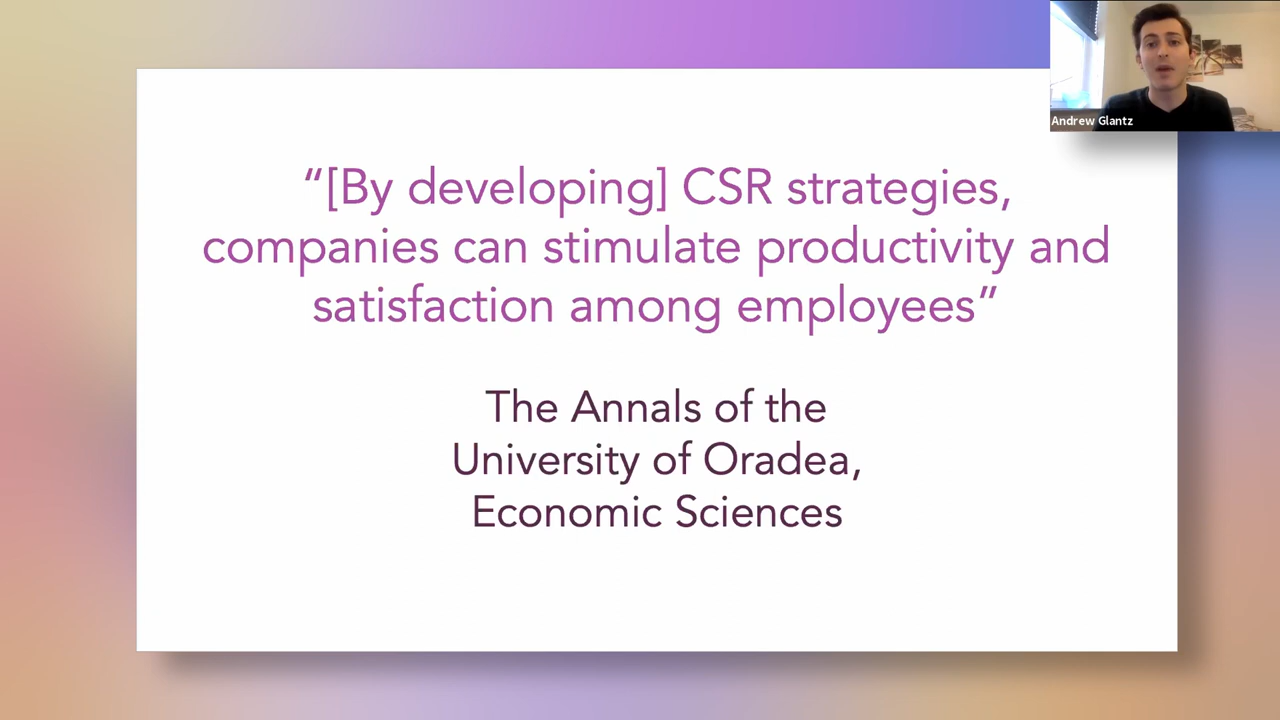 Andrew Glantz
“[By developing] CSR strategies,
companies can stimulate productivity and
satisfaction among employees”
The Annals of the
University of Oradea,
Economic Sciences